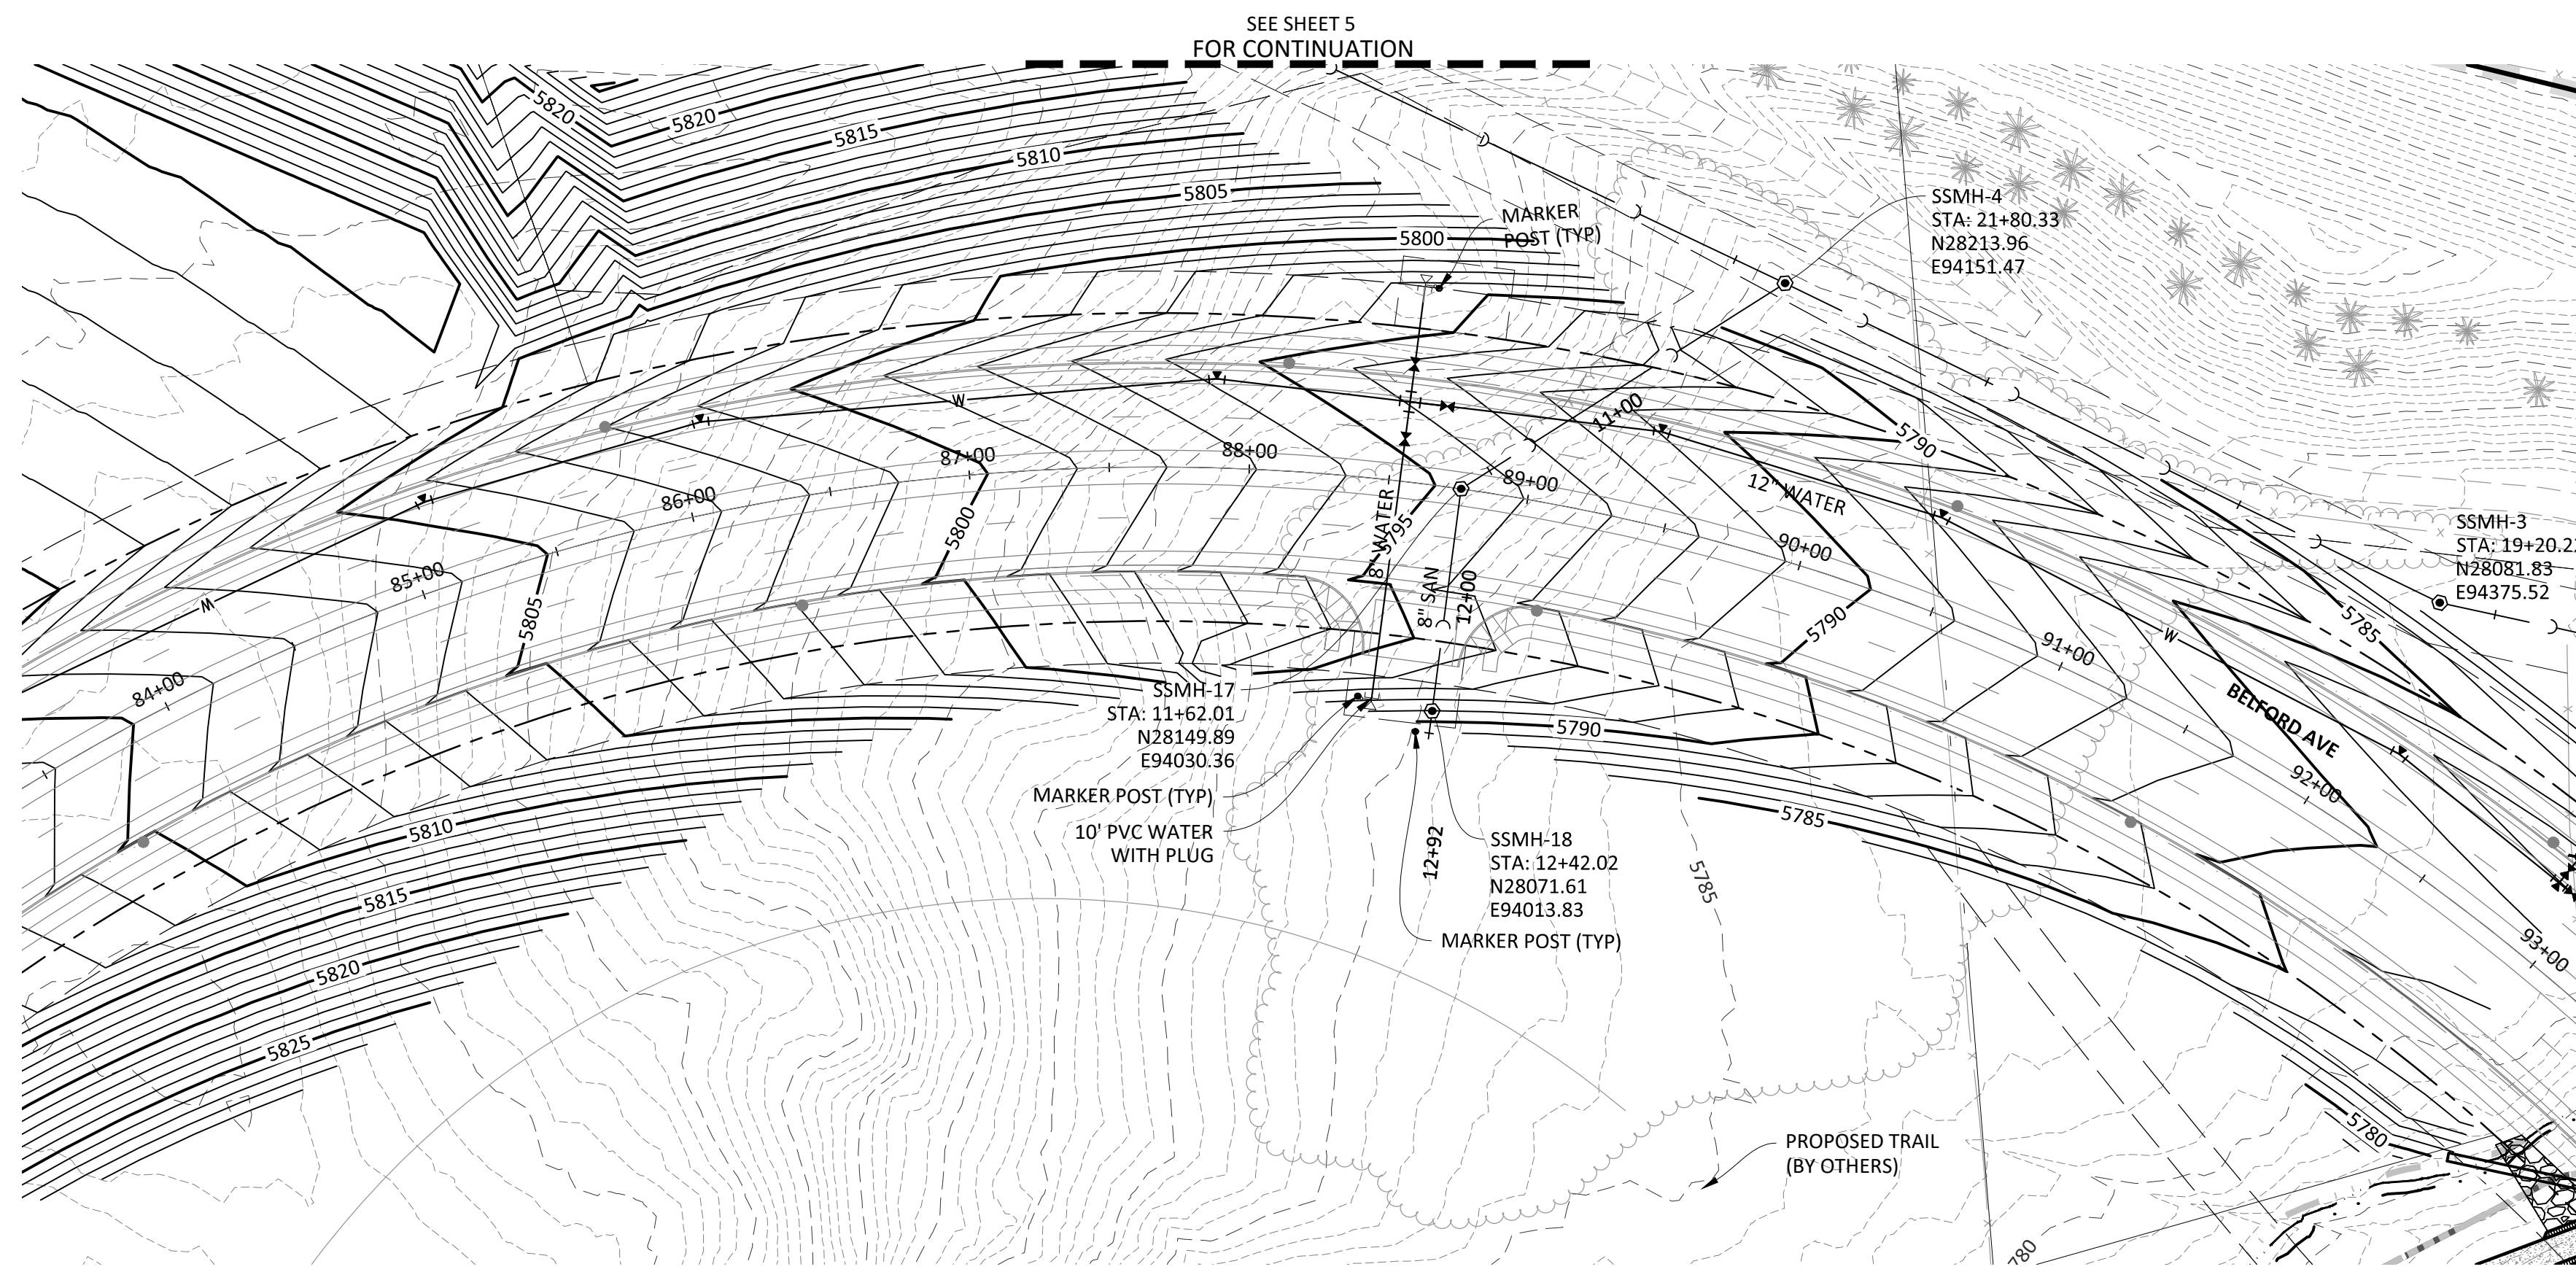 SEE SHEET 5
FOR CONTINUATION
5820
5820
5815
5810
5805
5800
MARKER
POST (TYP)
SSMH-4
STA: 21+80.33
N28213.96
E94151.47
W
11+00
5790
87+00
88+00
89+00
12" WATER
86+00
5800
8" WATER
5795
90+00
SSMH-3
STA: 19+20.2
N28081.83
E94375.52
85+00
W
5805
8" SAN
12+00
5790
5785
W
91+00
84+00
SSMH-17
STA: 11+62.01
N28149.89
E94030.36
5790
BELFORD AVE
92+00
MARKER POST (TYP)
10' PVC WATER
WITH PLUG
5810
5785
12+92
SSMH-18
STA: 12+42.02
N28071.61
E94013.83
5785
5815
MARKER POST (TYP)
93+00
5820
5825
5780
PROPOSED TRAIL
(BY OTHERS)
780